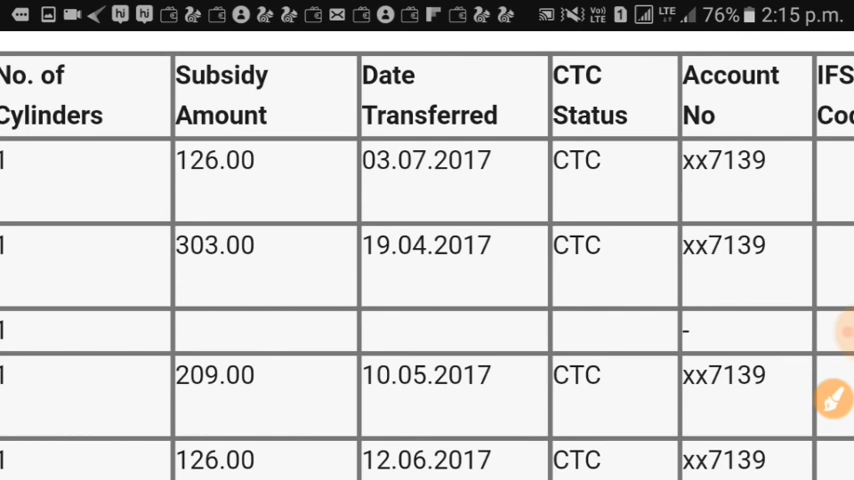 76% 2:15 p.m.
No. of Cylinders Subsidy Amount Date Transferred CTC Status Account No
1 126.00 03.07.2017 CTC xx7139
1 303.00 19.04.2017 CTC xx7139
1 -
1 209.00 10.05.2017 CTC xx7139
1 126.00 12.06.2017 CTC xx7139